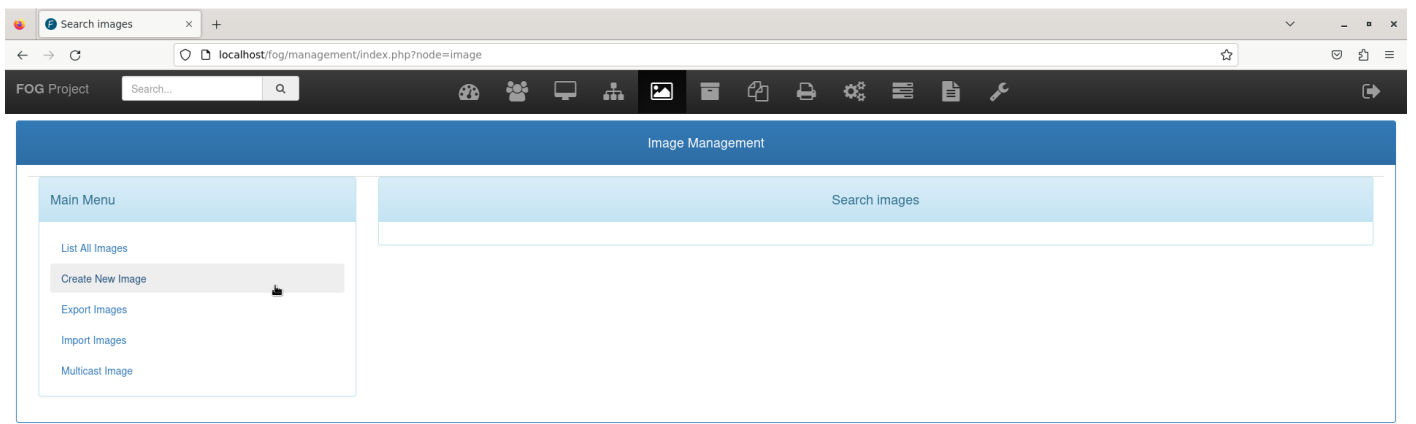 Search images
localhost/fog/management/index.php?node=image
FOG Project Search...
Image Management
Main Menu
Search images
List All Images
Create New Image
Export Images
Import Images
Multicast Image